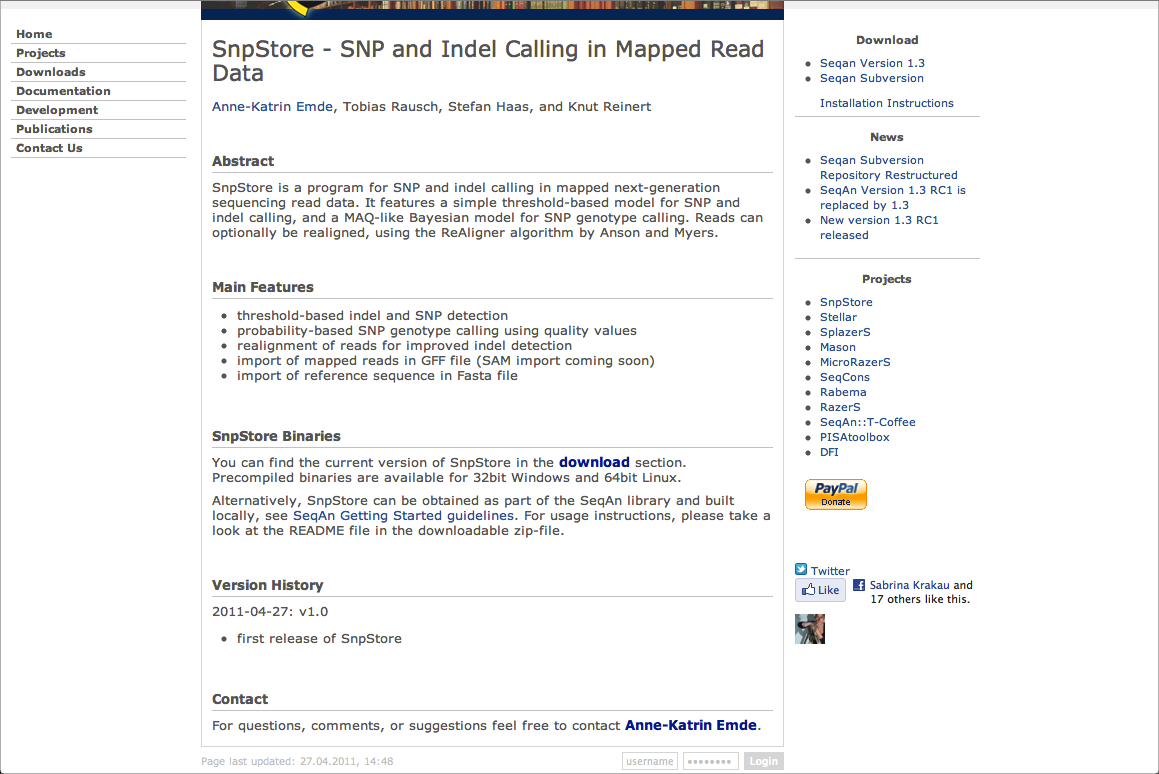 Home
Projects
Downloads
Documentation
Development
Publications
Contact Us
SnpStore - SNP and Indel Calling in Mapped Read
Data
Anne-Katrin Emde, Tobias Rausch, Stefan Haas, and Knut Reinert
Abstract
SnpStore is a program for SNP and indel calling in mapped next-generation
sequencing read data. It features a simple threshold-based model for SNP and
indel calling, and a MAQ-like Bayesian model for SNP genotype calling. Reads can
optionally be realigned, using the ReAligner algorithm by Anson and Myers.
Main Features
• threshold-based indel and SNP detection
• probability-based SNP genotype calling using quality values
• realignment of reads for improved indel detection
• import of mapped reads in GFF file (SAM import coming soon)
• import of reference sequence in Fasta file
SnpStore Binaries
You can find the current version of SnpStore in the download section.
Precompiled binaries are available for 32bit Windows and 64bit Linux.
Alternatively, SnpStore can be obtained as part of the SeqAn library and built
locally, see SeqAn Getting Started guidelines. For usage instructions, please take a
look at the README file in the downloadable zip-file.
Version History
2011-04-27: v1.0
• first release of SnpStore
Contact
For questions, comments, or suggestions feel free to contact Anne-Katrin Emde.
Page last updated: 27.04.2011, 14:48
username
••••••••
Login
Download
• Seqan Version 1.3
• Seqan Subversion
Installation Instructions
News
• Seqan Subversion
Repository Restructured
• SeqAn Version 1.3 RC1 is
replaced by 1.3
• New version 1.3 RC1
released
Projects
• SnpStore
• Stellar
• SplazerS
• Mason
• MicroRazerS
• SeqCons
• Rabema
• RazerS
• SeqAn::T-Coffee
• PISAtoolbox
• DFI
PayPal
Donate
Twitter
Like
Sabrina Krakau and
17 others like this.